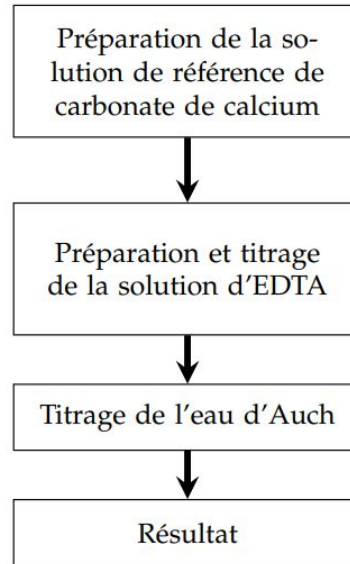 Préparation de la so-
lution de référence de
carbonate de calcium
Préparation et titrage
de la solution d'EDTA
Titrage de l'eau d'Auch
Résultat